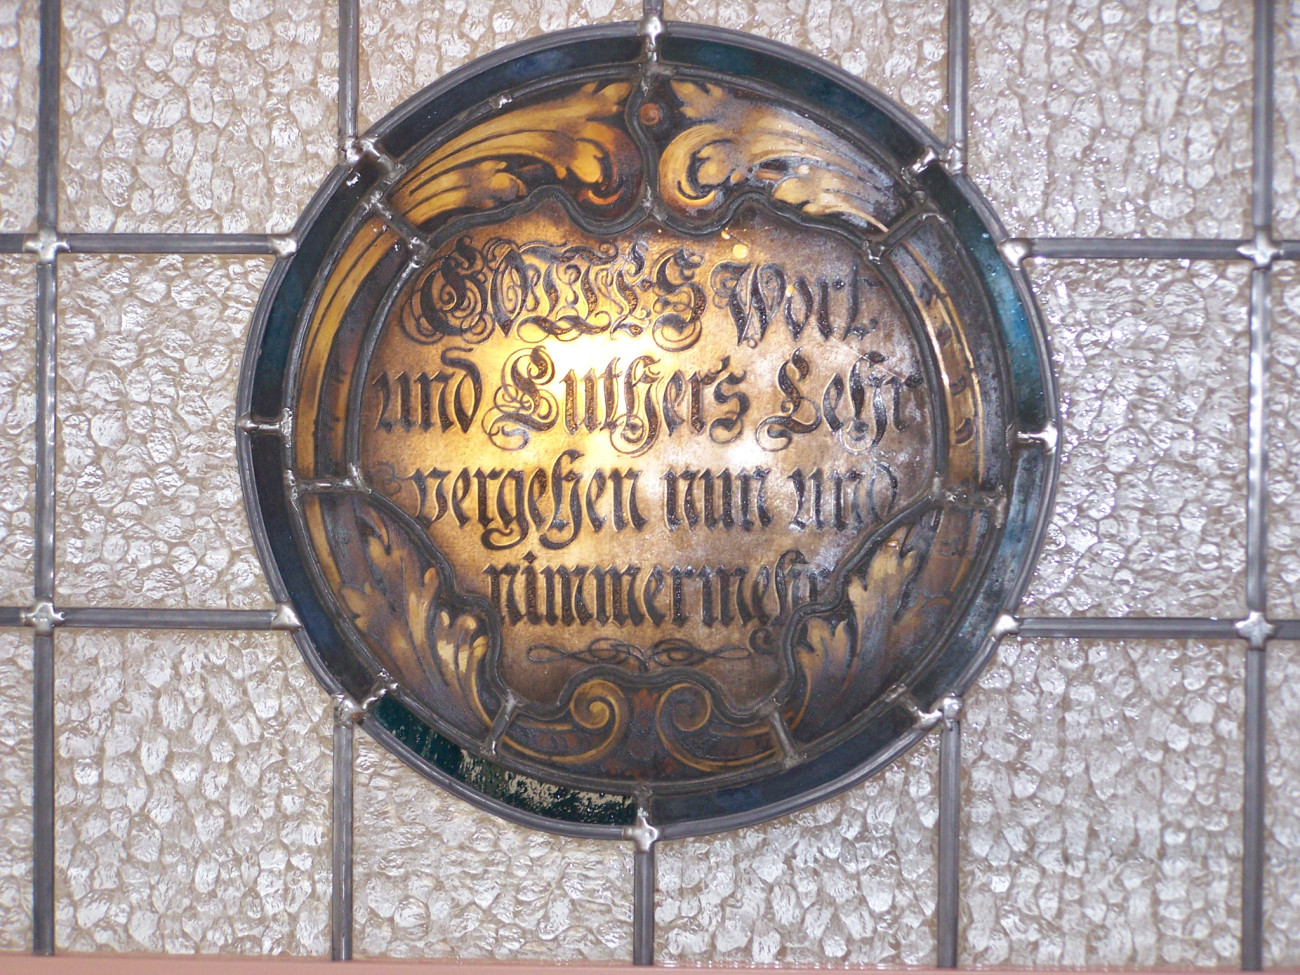 GOTTES Wort
und Luther's Lehr
vergehen nun und
nimmermehr